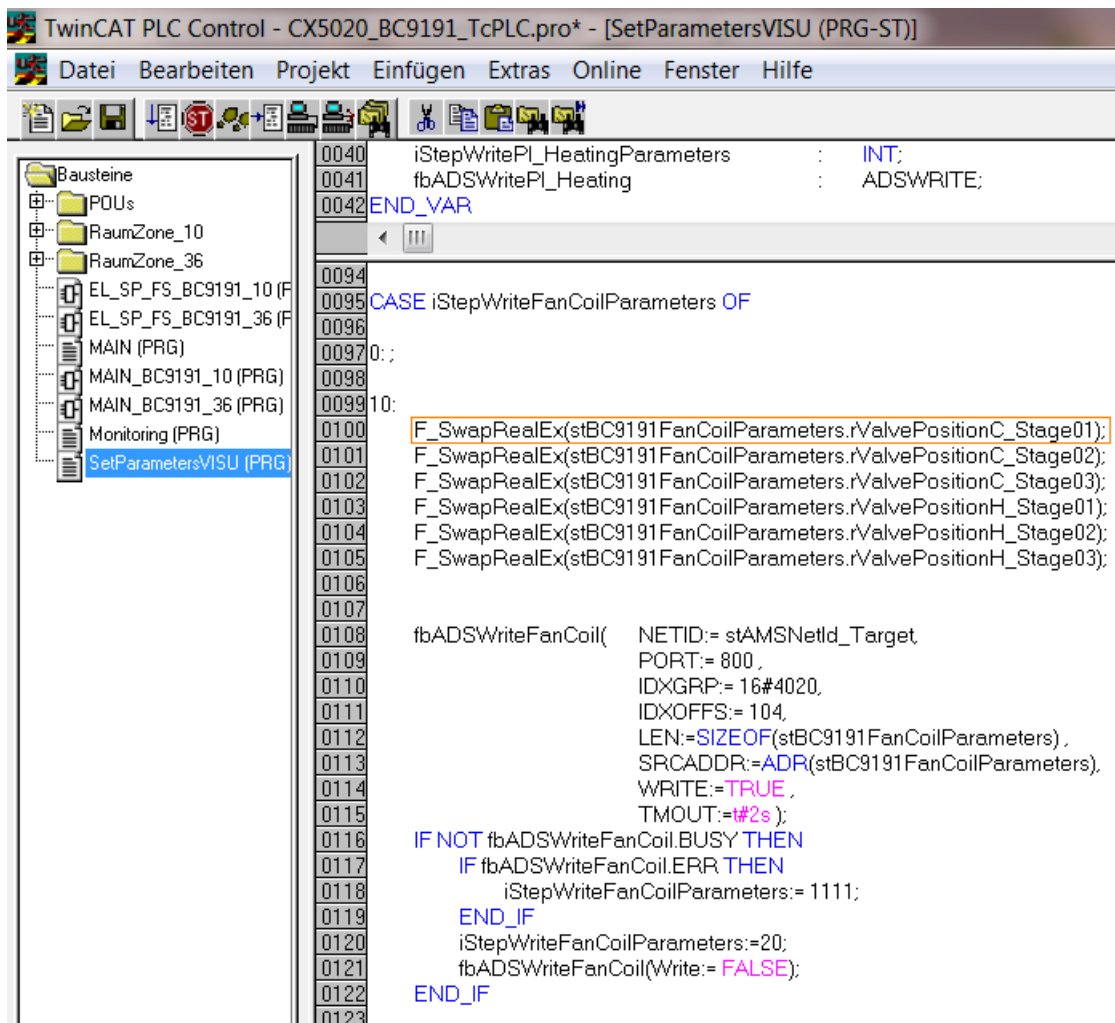 TwinCAT PLC Control - CX5020_BC9191_TcPLC.pro* - [SetParametersVISU (PRG-ST)]
Datei Bearbeiten Projekt Einfügen Extras Online Fenster Hilfe
ST
Bausteine
POUs
RaumZone_10
RaumZone_36
EL_SP_FS_BC9191_10 (F
EL_SP_FS_BC9191_36 (F
MAIN (PRG)
MAIN_BC9191_10 (PRG)
MAIN_BC9191_36 (PRG)
Monitoring (PRG)
SetParametersVISU (PRG)
0040 iStepWritePI_HeatingParameters : INT;
0041 fbADSWritePI_Heating : ADSWRITE;
0042 END_VAR
0094
0095 CASE iStepWriteFanCoilParameters OF
0096
0097 0: ;
0098
0099 10:
0100 F_SwapRealEx(stBC9191FanCoilParameters.rValvePositionC_Stage01);
0101 F_SwapRealEx(stBC9191FanCoilParameters.rValvePositionC_Stage02);
0102 F_SwapRealEx(stBC9191FanCoilParameters.rValvePositionC_Stage03);
0103 F_SwapRealEx(stBC9191FanCoilParameters.rValvePositionH_Stage01);
0104 F_SwapRealEx(stBC9191FanCoilParameters.rValvePositionH_Stage02);
0105 F_SwapRealEx(stBC9191FanCoilParameters.rValvePositionH_Stage03);
0106
0107
0108 fbADSWriteFanCoil( NETID:= stAMSNetId_Target,
0109 PORT:= 800 ,
0110 IDXGRP:= 16#4020,
0111 IDXOFFS:= 104,
0112 LEN:=SIZEOF(stBC9191FanCoilParameters) ,
0113 SRCADDR:=ADR(stBC9191FanCoilParameters),
0114 WRITE:=TRUE ,
0115 TMOUT:=t#2s );
0116 IF NOT fbADSWriteFanCoil.BUSY THEN
0117 IF fbADSWriteFanCoil.ERR THEN
0118 iStepWriteFanCoilParameters:= 1111;
0119 END_IF
0120 iStepWriteFanCoilParameters:=20;
0121 fbADSWriteFanCoil(Write:= FALSE);
0122 END_IF
0123